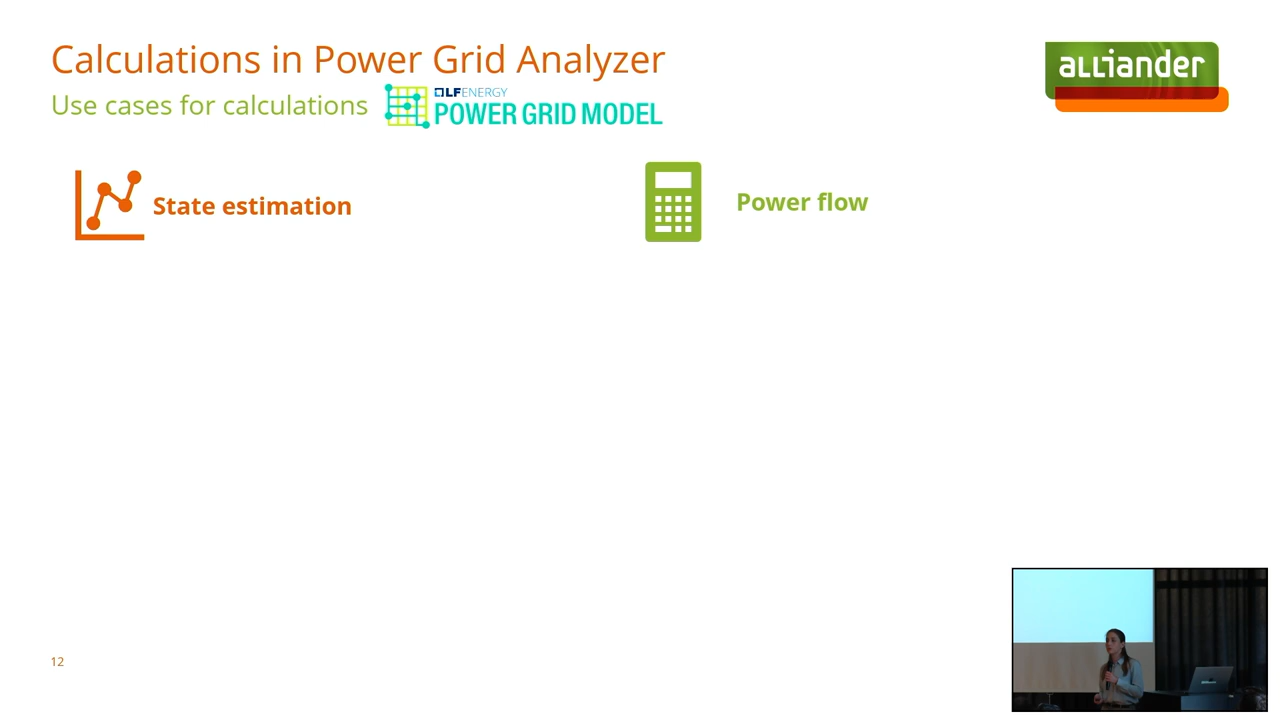 Calculations in Power Grid Analyzer
Use cases for calculations
LFENERGY
POWER GRID MODEL
alliander
State estimation
Power flow
12